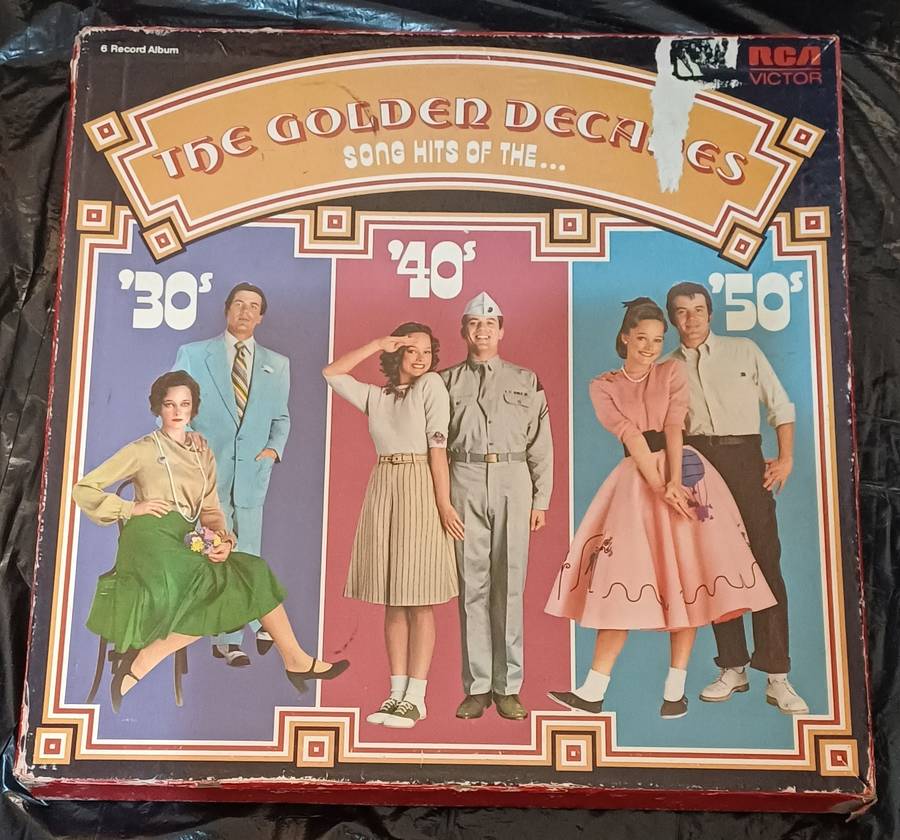 6 Record Album
RCA
VICTOR
THE GOLDEN DECADES
SONG HITS OF THE...
'30s
'40s
'50s